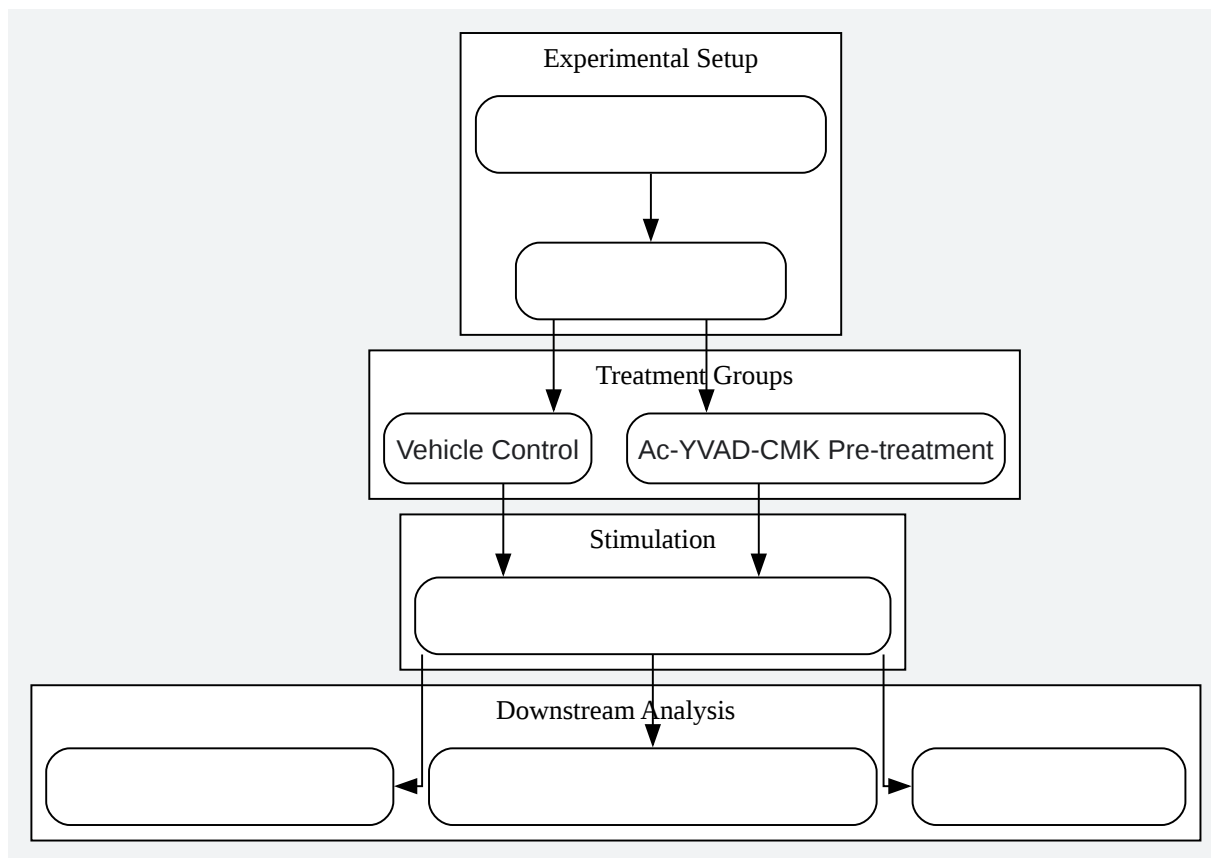 Experimental Setup
Treatment Groups
Vehicle Control
Ac-YVAD-CMK Pre-treatment
Stimulation
Downstream Analysis